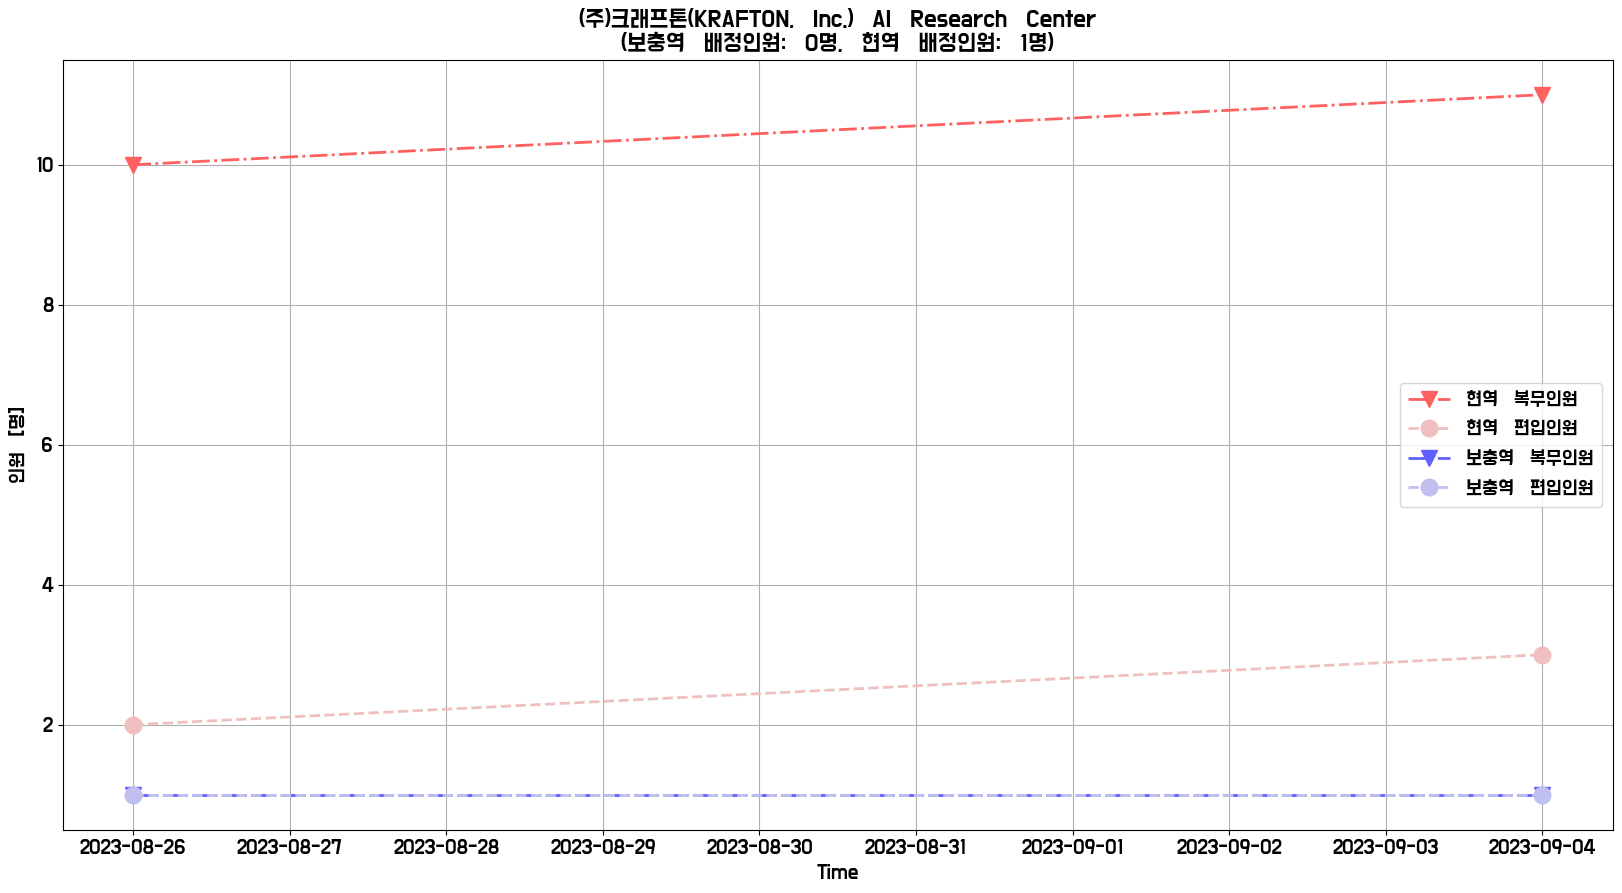 (주)크래프톤(KRAFTON, Inc.) AI Research Center
(보충역 배정인원: 0명, 현역 배정인원: 1명)
인원 [명]
10
8
6
4
2
현역 복무인원
현역 편입인원
보충역 복무인원
보충역 편입인원
2023-08-26 2023-08-27 2023-08-28 2023-08-29 2023-08-30 2023-08-31 2023-09-01 2023-09-02 2023-09-03 2023-09-04
Time